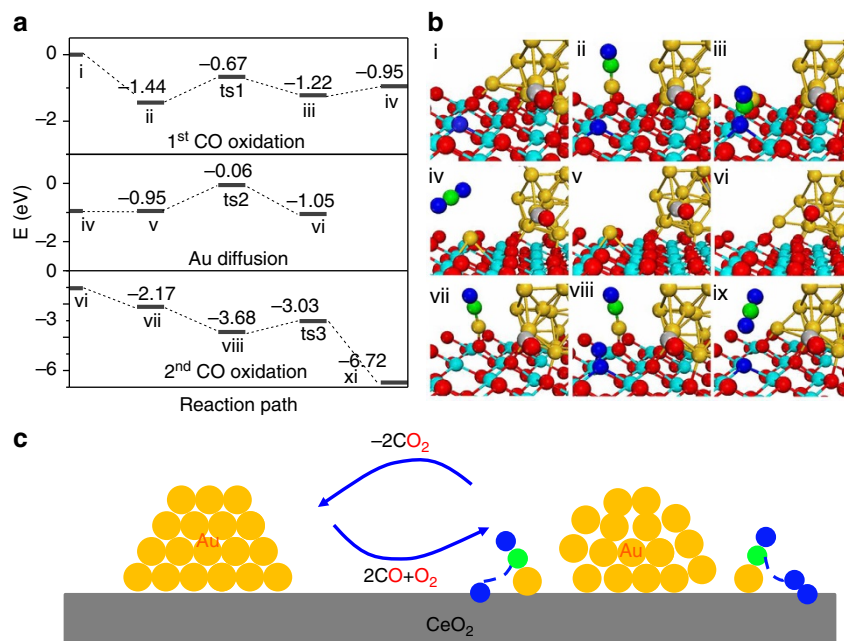 a
E (eV)
0
−2
i
−1.44
ii
−0.67
ts1
−1.22
iii
−0.95
iv
1st CO oxidation
0
−2
iv
−0.95
v
−0.06
ts2
−1.05
vi
Au diffusion
0
−3
−6
vi
−2.17
vii
−3.68
viii
−3.03
ts3
−6.72
xi
2nd CO oxidation
Reaction path
b
i
ii
iii
iv
v
vi
vii
viii
ix
c
−2CO2
Au
Au
2CO+O2
CeO2